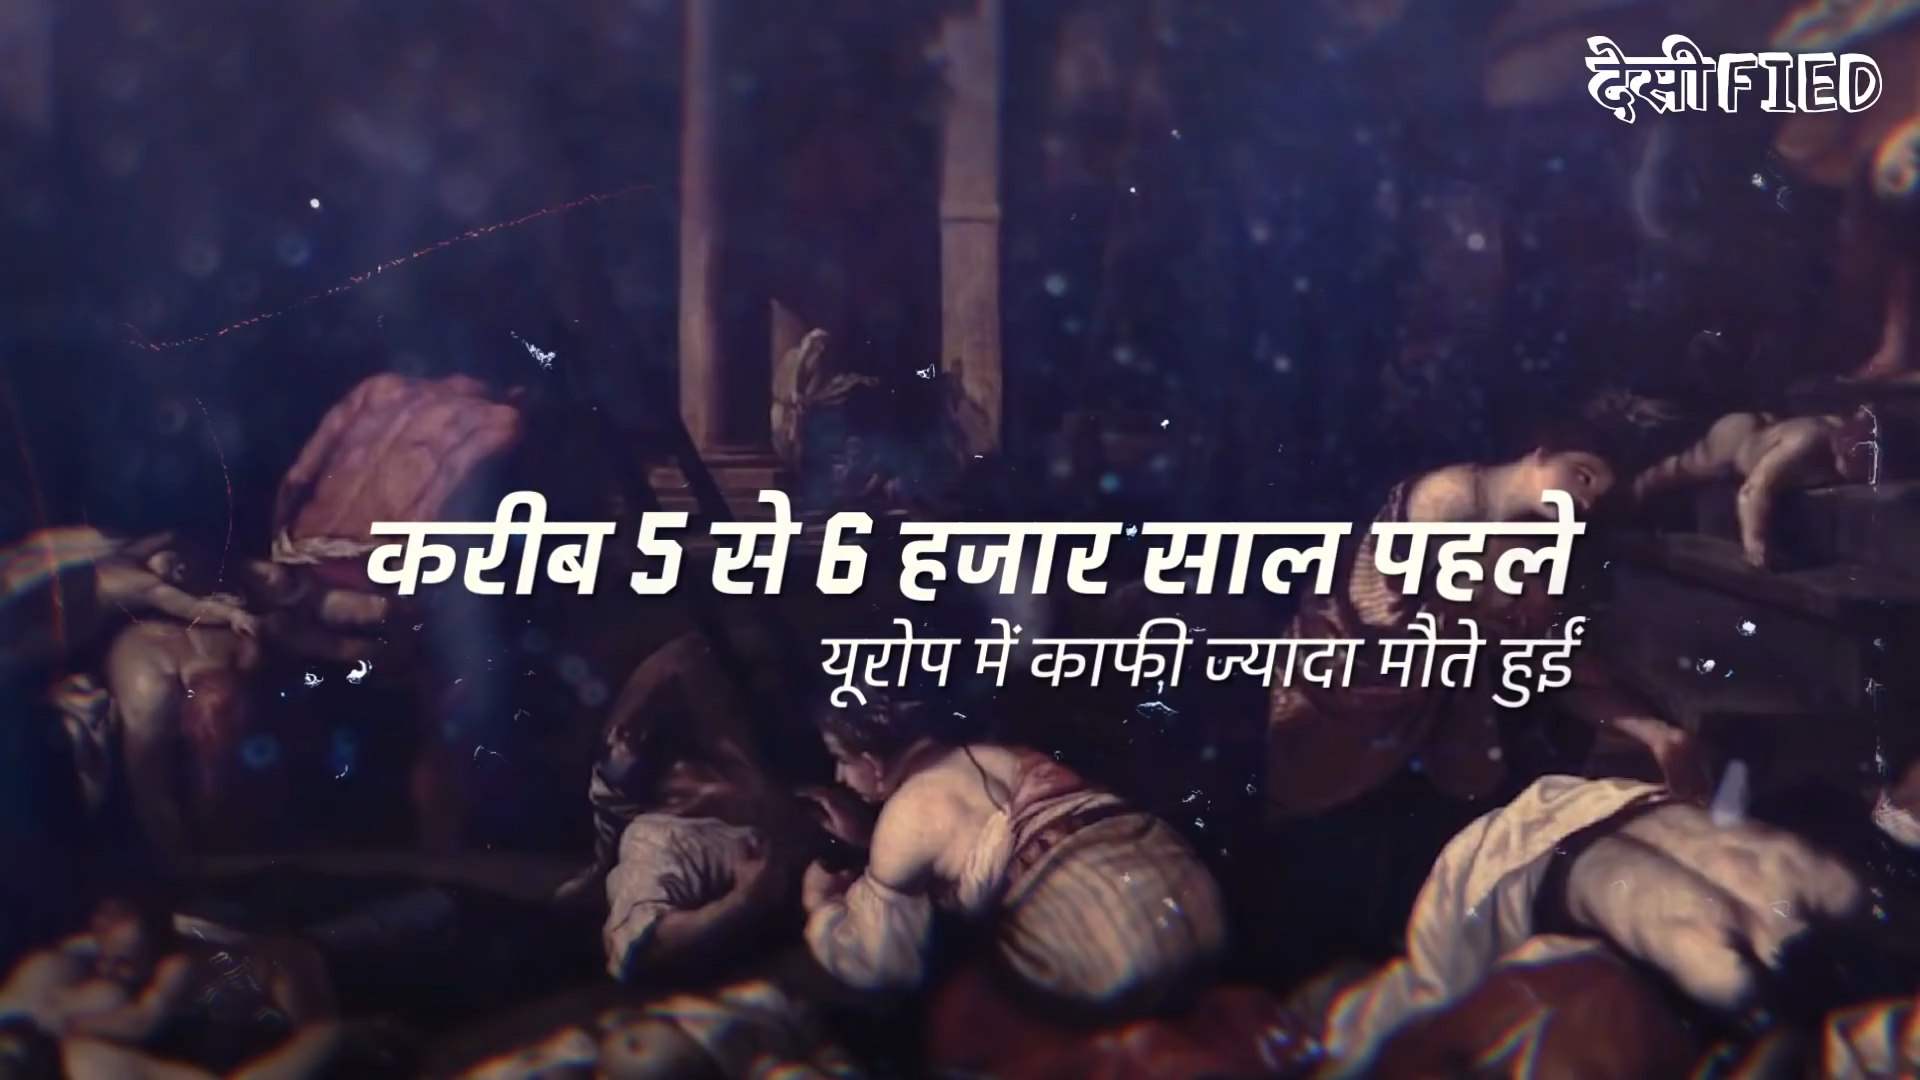 देसीFIED
करीब 5 से 6 हजार साल पहले
यूरोप में काफी ज्यादा मौते हुईं